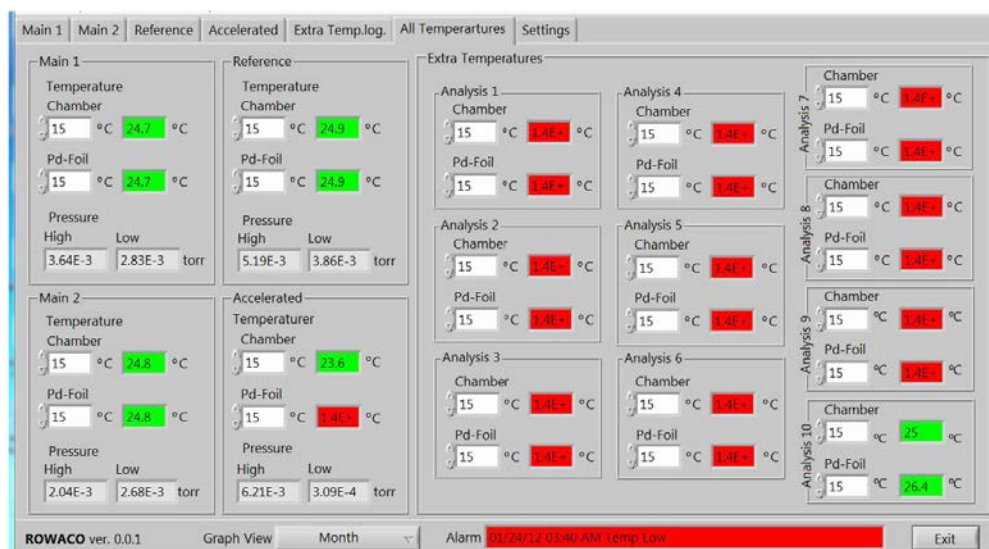 Main 1 Main 2 Reference Accelerated Extra Temp.log. All Temperartures Settings
Main 1
Temperature
Chamber
15 °C 24.7 °C
Pd-Foil
15 °C 24.7 °C
Pressure
High Low
3.64E-3 2.83E-3 torr
Reference
Temperature
Chamber
15 °C 24.9 °C
Pd-Foil
15 °C 24.9 °C
Pressure
High Low
5.19E-3 3.86E-3 torr
Main 2
Temperature
Chamber
15 °C 24.8 °C
Pd-Foil
15 °C 24.8 °C
Pressure
High Low
2.04E-3 2.68E-3 torr
Accelerated
Temperaturer
Chamber
15 °C 23.6 °C
Pd-Foil
15 °C 1.4E+ °C
Pressure
High Low
6.21E-3 3.09E-4 torr
Extra Temperatures
Analysis 1
Chamber
15 °C 1.4E+ °C
Pd-Foil
15 °C 1.4E+ °C
Analysis 2
Chamber
15 °C 1.4E+ °C
Pd-Foil
15 °C 1.4E+ °C
Analysis 3
Chamber
15 °C 1.4E+ °C
Pd-Foil
15 °C 1.4E+ °C
Analysis 4
Chamber
15 °C 1.4E+ °C
Pd-Foil
15 °C 1.4E+ °C
Analysis 5
Chamber
15 °C 1.4E+ °C
Pd-Foil
15 °C 1.4E+ °C
Analysis 6
Chamber
15 °C 1.4E+ °C
Pd-Foil
15 °C 1.4E+ °C
Analysis 7
Chamber
15 °C 1.4E+ °C
Pd-Foil
15 °C 1.4E+ °C
Analysis 8
Chamber
15 °C 1.4E+ °C
Pd-Foil
15 °C 1.4E+ °C
Analysis 9
Chamber
15 °C 1.4E+ °C
Pd-Foil
15 °C 1.4E+ °C
Analysis 10
Chamber
15 °C 25 °C
Pd-Foil
15 °C 26.4 °C
ROWACO ver. 0.0.1 Graph View Month Alarm 01/24/12 03:40 AM Temp Low Exit